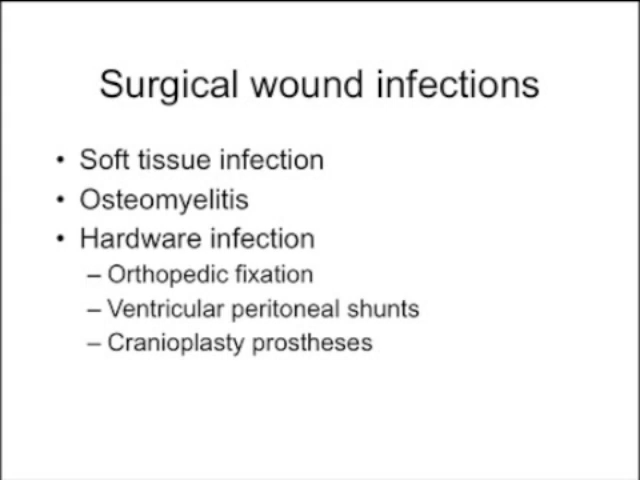 Surgical wound infections
• Soft tissue infection
• Osteomyelitis
• Hardware infection
– Orthopedic fixation
– Ventricular peritoneal shunts
– Cranioplasty prostheses